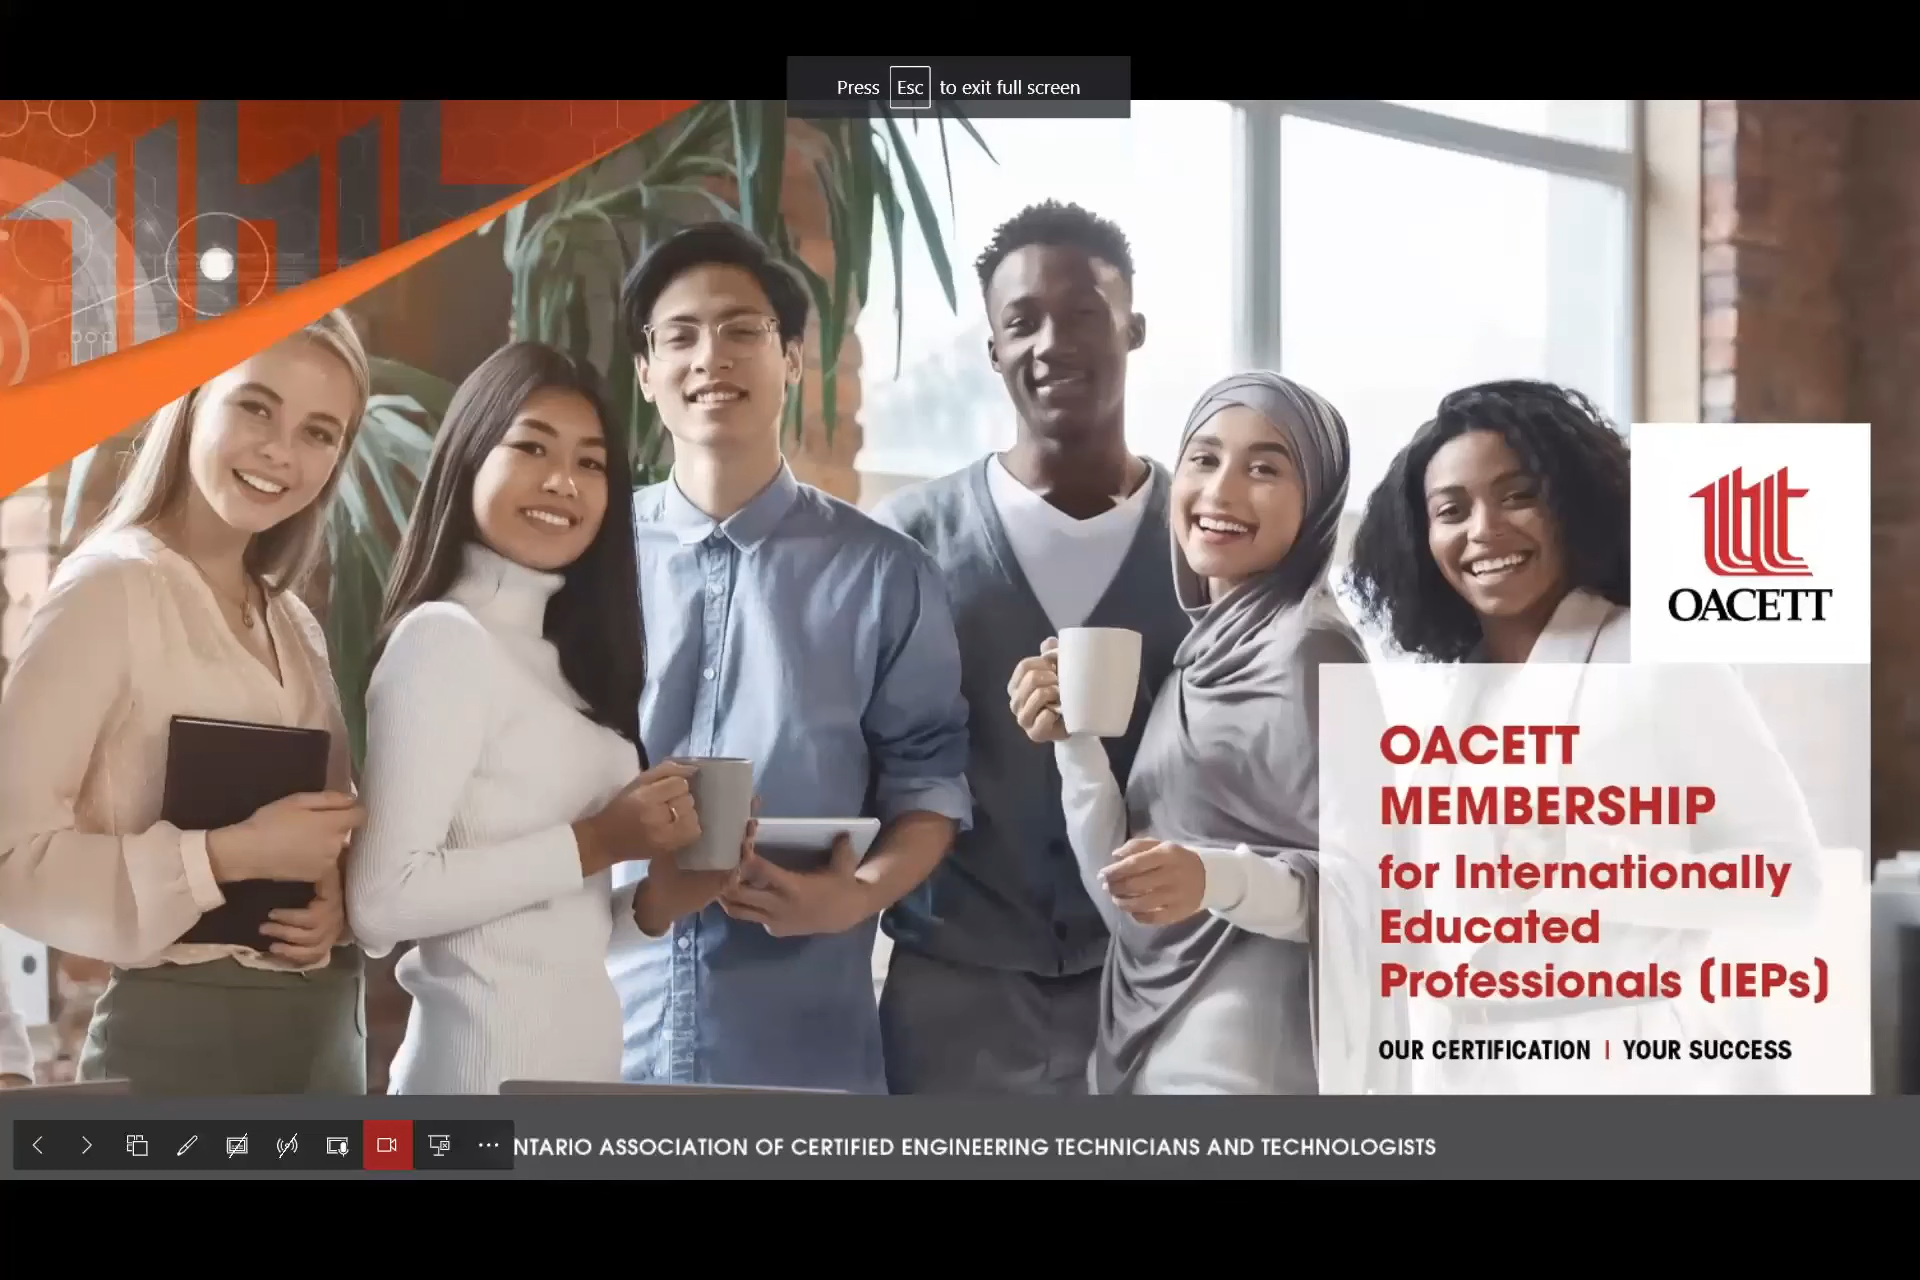 Press Esc to exit full screen
OACETT
OACETT
MEMBERSHIP
for Internationally
Educated
Professionals (IEPs)
OUR CERTIFICATION | YOUR SUCCESS
NTARIO ASSOCIATION OF CERTIFIED ENGINEERING TECHNICIANS AND TECHNOLOGISTS